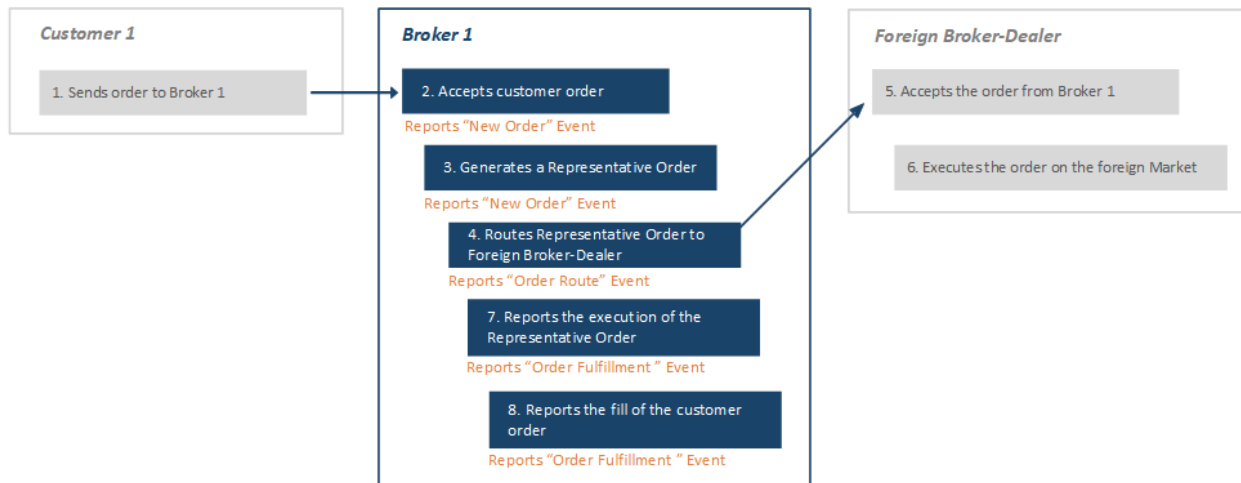 Customer 1
1. Sends order to Broker 1
Broker 1
2. Accepts customer order
Reports “New Order” Event
3. Generates a Representative Order
Reports “New Order” Event
4. Routes Representative Order to
Foreign Broker-Dealer
Reports “Order Route” Event
7. Reports the execution of the
Representative Order
Reports “Order Fulfillment ” Event
8. Reports the fill of the customer
order
Reports “Order Fulfillment ” Event
Foreign Broker-Dealer
5. Accepts the order from Broker 1
6. Executes the order on the foreign Market